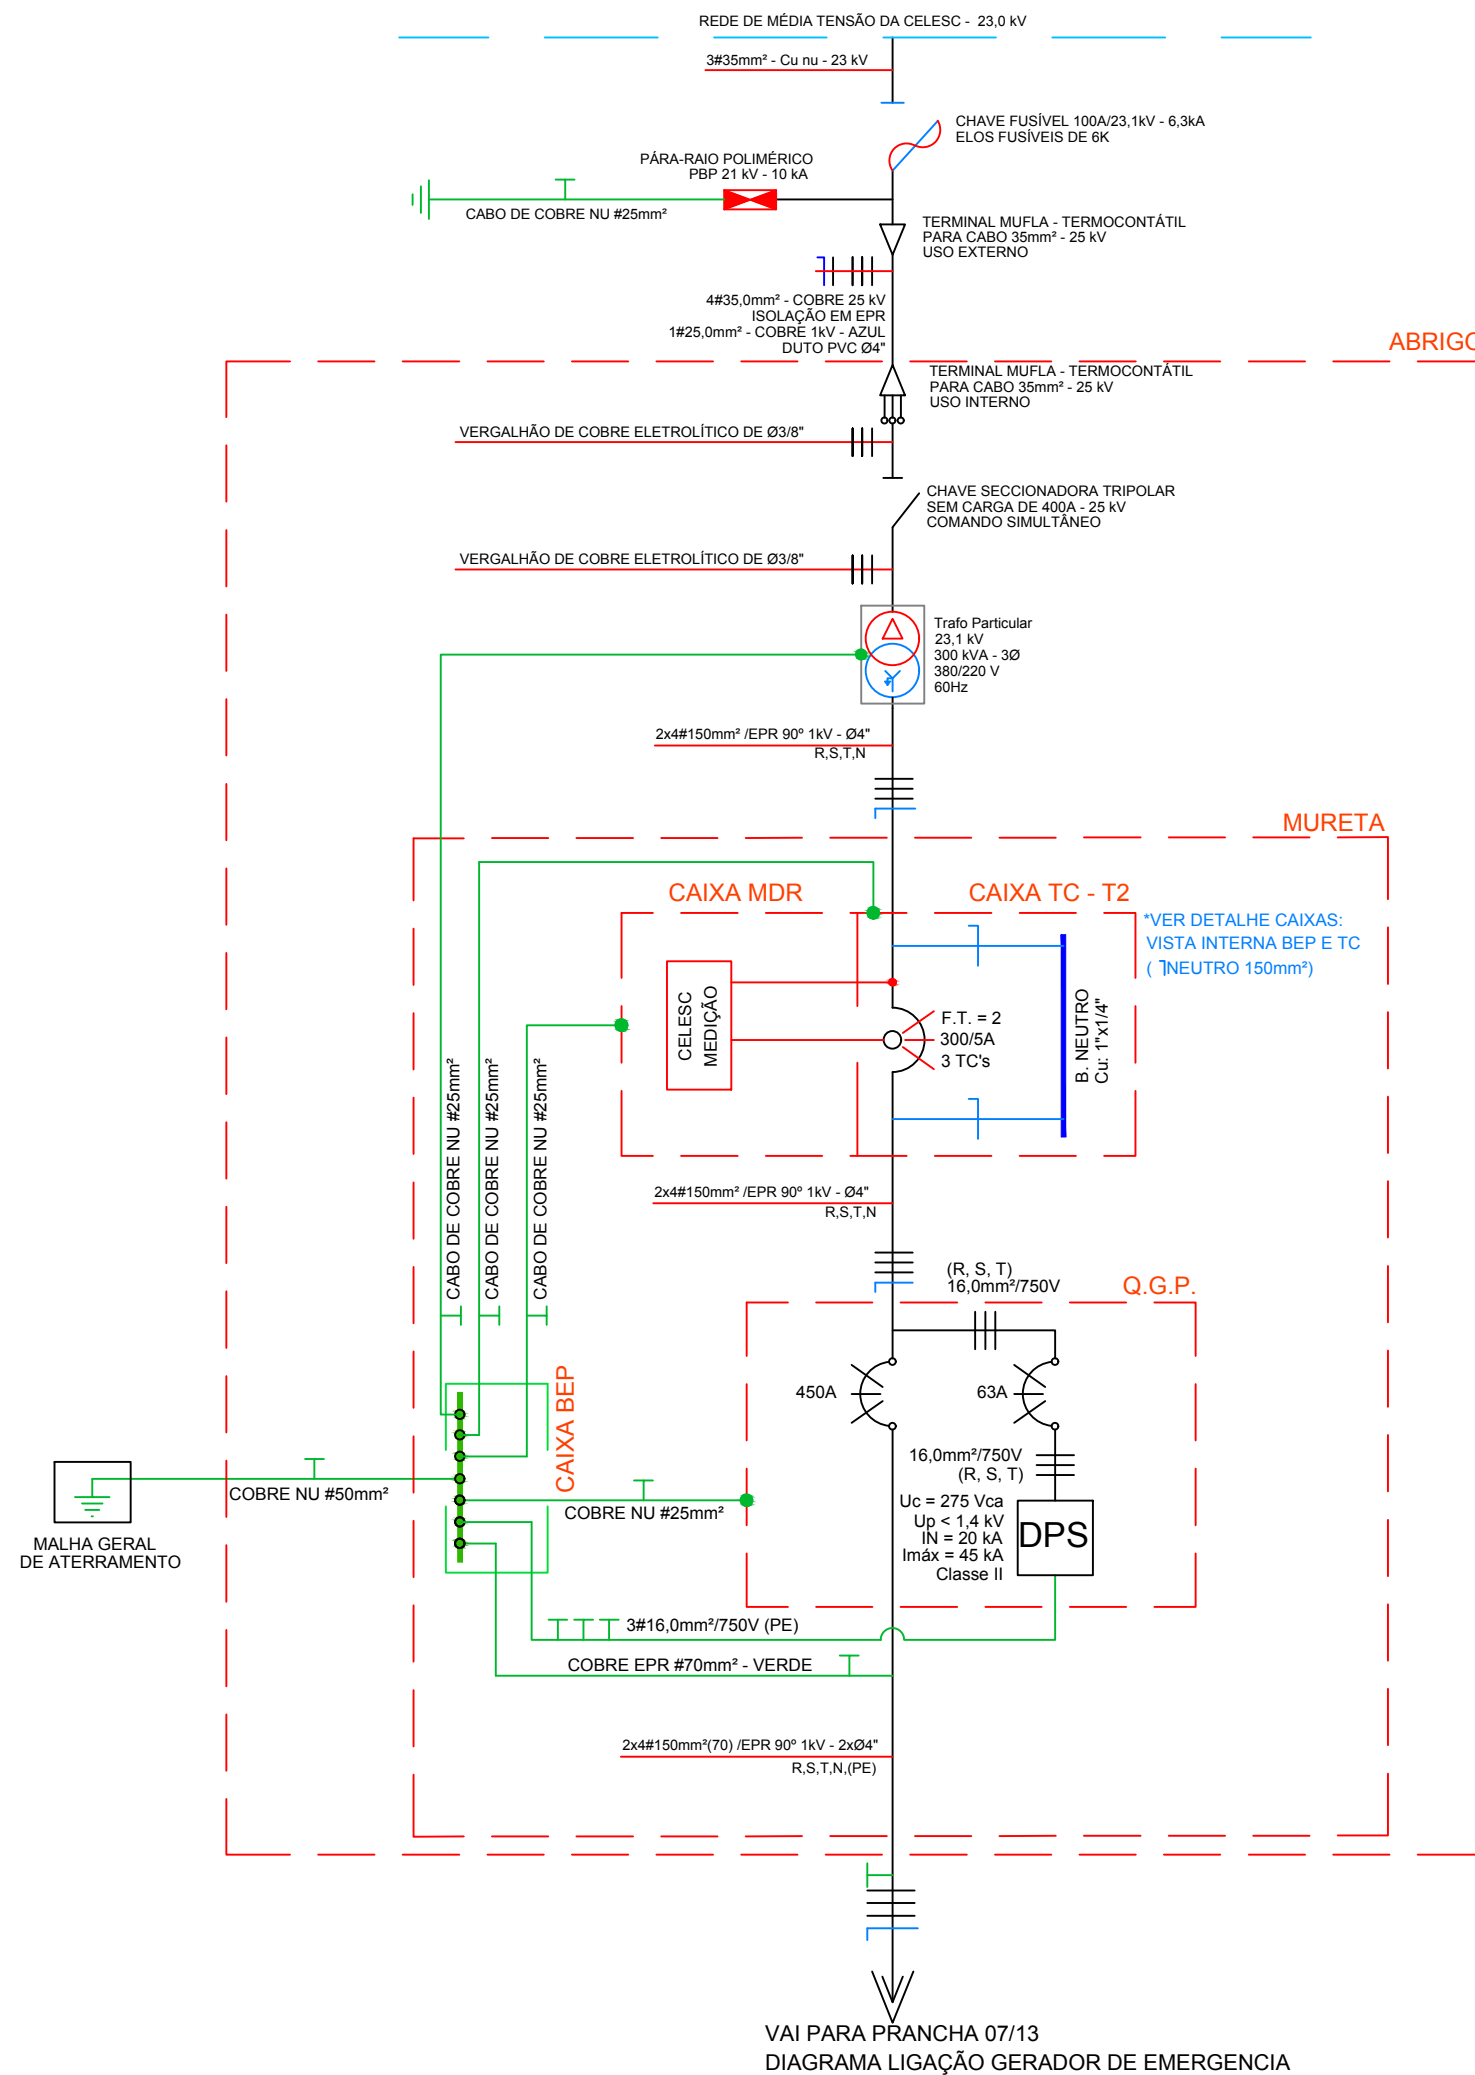 REDE DE MÉDIA TENSÃO DA CELESC - 23,0 kV
3#35mm² - Cu nu - 23 kV
CHAVE FUSÍVEL 100A/23,1kV - 6,3kA
ELOS FUSÍVEIS DE 6K
PÁRA-RAIO POLIMÉRICO
PBP 21 kV - 10 kA
CABO DE COBRE NU #25mm²
TERMINAL MUFLA - TERMOCONTÁTIL
PARA CABO 35mm² - 25 kV
USO EXTERNO
4#35,0mm² - COBRE 25 kV
ISOLAÇÃO EM EPR
1#25,0mm² - COBRE 1kV - AZUL
DUTO PVC Ø4"
ABRIGO
TERMINAL MUFLA - TERMOCONTÁTIL
PARA CABO 35mm² - 25 kV
USO INTERNO
VERGALHÃO DE COBRE ELETROLÍTICO DE Ø3/8"
CHAVE SECCIONADORA TRIPOLAR
SEM CARGA DE 400A - 25 kV
COMANDO SIMULTÂNEO
VERGALHÃO DE COBRE ELETROLÍTICO DE Ø3/8"
Trafo Particular
23,1 kV
300 kVA - 3Ø
380/220 V
60Hz
2x4#150mm² /EPR 90º 1kV - Ø4"
R,S,T,N
MURETA
CAIXA MDR
CAIXA TC - T2
*VER DETALHE CAIXAS:
VISTA INTERNA BEP E TC
( NEUTRO 150mm²)
CELESC
MEDIÇÃO
F.T. = 2
300/5A
3 TC's
B. NEUTRO
Cu: 1"x1/4"
CABO DE COBRE NU #25mm²
CABO DE COBRE NU #25mm²
CABO DE COBRE NU #25mm²
2x4#150mm² /EPR 90º 1kV - Ø4"
R,S,T,N
(R, S, T)
16,0mm²/750V
Q.G.P.
450A
63A
CAIXA BEP
16,0mm²/750V
(R, S, T)
COBRE NU #50mm²
COBRE NU #25mm²
Uc = 275 Vca
Up < 1,4 kV
IN = 20 kA
Imáx = 45 kA
Classe II
DPS
MALHA GERAL
DE ATERRAMENTO
3#16,0mm²/750V (PE)
COBRE EPR #70mm² - VERDE
2x4#150mm²(70) /EPR 90º 1kV - 2xØ4"
R,S,T,N,(PE)
VAI PARA PRANCHA 07/13
DIAGRAMA LIGAÇÃO GERADOR DE EMERGENCIA